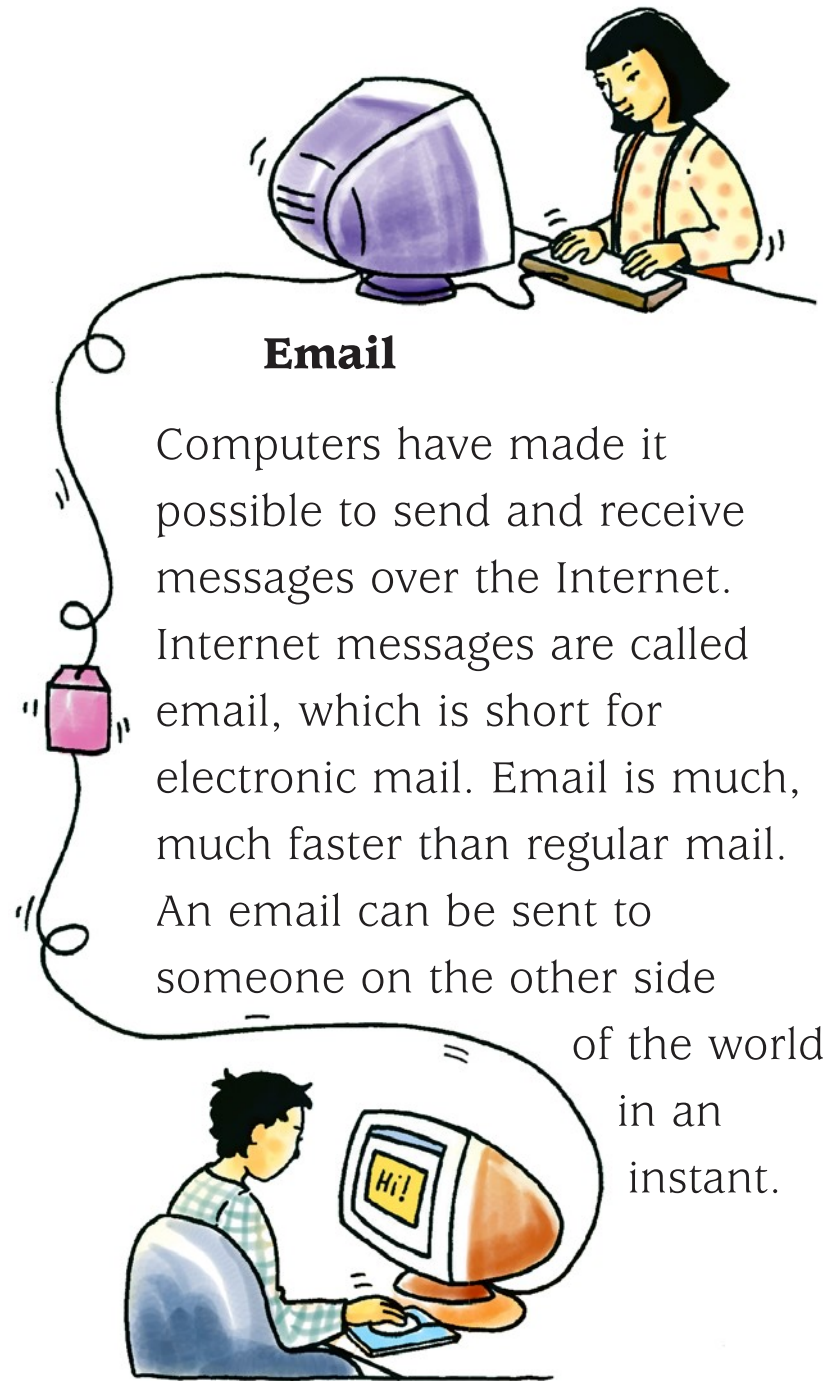 Email
Computers have made it
possible to send and receive
messages over the Internet.
Internet messages are called
email, which is short for
electronic mail. Email is much,
much faster than regular mail.
An email can be sent to
someone on the other side
of the world
in an
instant.
Hi!